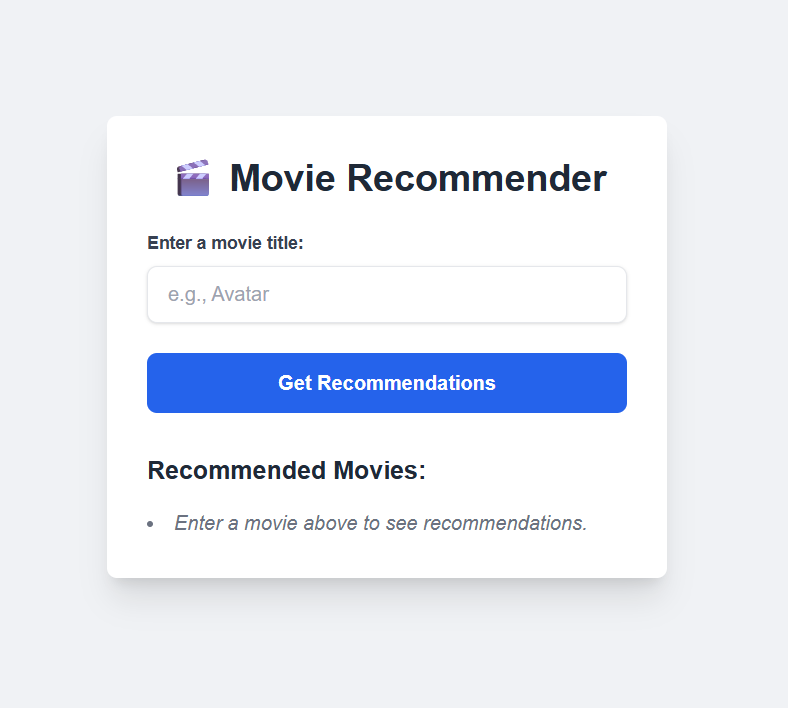 Movie Recommender
Enter a movie title:
e.g., Avatar
Get Recommendations
Recommended Movies:
• Enter a movie above to see recommendations.